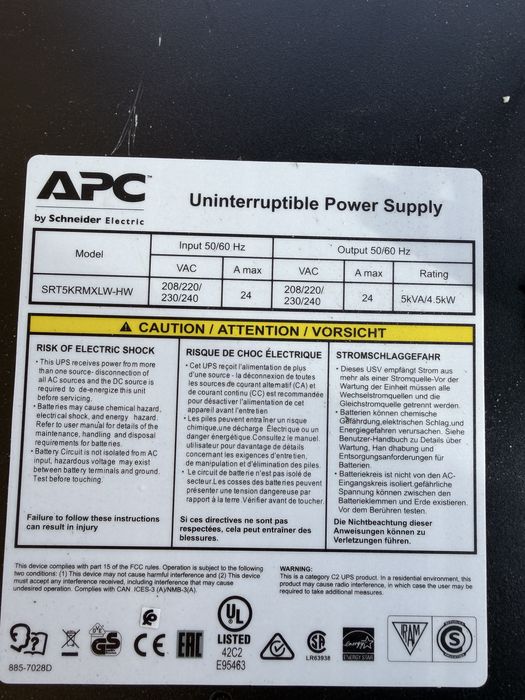 APC™
by Schneider Electric
Uninterruptible Power Supply
Model
Input 50/60 Hz
Output 50/60 Hz
VAC
A max
VAC
A max
Rating
SRT5KRMXLW-HW
208/220/
230/240
24
208/220/
230/240
24
5kVA/4.5kW
CAUTION / ATTENTION / VORSICHT
RISK OF ELECTRIC SHOCK
• This UPS receives power from more
than one source- disconnection of
all AC sources and the DC source is
required to de-energize this unit
before servicing.
• Batteries may cause chemical hazard,
electrical shock, and energy hazard.
Refer to user manual for details of the
maintenance, handling and disposal
requirements for batteries.
• Battery Circuit is not isolated from AC
input, hazardous voltage may exist
between battery terminals and ground.
Test before touching.
Failure to follow these instructions
can result in injury
RISQUE DE CHOC ÉLECTRIQUE
• Cet UPS reçoit l'alimentation de plus
d'une source - la déconnexion de toutes
les sources de courant alternatif (CA) et
de courant continu (CC) est recommandée
pour désactiver l'alimentation de cet
appareil avant l'entretien
• Les piles peuvent entraîner un risque
chimique, une décharge Électrique ou un
danger énergétique. Consultez le manuel
utilisateur pour obtenir des détails
concernant les exigences d'entretien,
de manipulation et d'élimination des piles.
• Le circuit de batterie n'est pas isolé de
secteur. Les cosses des batteries peuvent
présenter une tension dangereuse par
rapport à la terre. Vérifier avant de toucher.
Si ces directives ne sont pas
respectées, cela peut entraîner des
blessures.
STROMSCHLAGGEFAHR
• Dieses USV empfängt Strom aus
mehr als einer Stromquelle-Vor der
Wartung der Einheit müssen alle
Wechselstromquellen und die
Gleichstromquelle getrennt werden.
• Batterien können chemische
Gefährdung, elektrischen Schlag, und
Energiegefahren verursachen. Siehe
Benutzer-Handbuch zu Details über
Wartung, Han dhabung und
Entsorgungsanforderungen für
Batterien.
• Batteriekreis ist nicht von den AC-
Eingangskreis isoliert.gefährliche
Spannung können zwischen den
Batterieklemmen und Erde existieren.
Vor dem Berühren testen.
Die Nichtbeachtung dieser
Anweisungen können zu
Verletzungen führen.
This device complies with part 15 of the FCC rules. Operation is subject to the following
two conditions: (1) This device may not cause harmful interference and (2) This device
must accept any interference received, including interference that may cause
undesired operation. Complies with CAN ICES-3 (A)/NMB-3(A).
WARNING:
This is a category C2 UPS product. In a residential environment, this
product may cause radio interference, in which case the user may be
required to take additional measures.
GS
CE
EAC
UL
LISTED
42C2
E95463
SA
LR63938
ENERGY STAR
IRAM
S
885-7028D